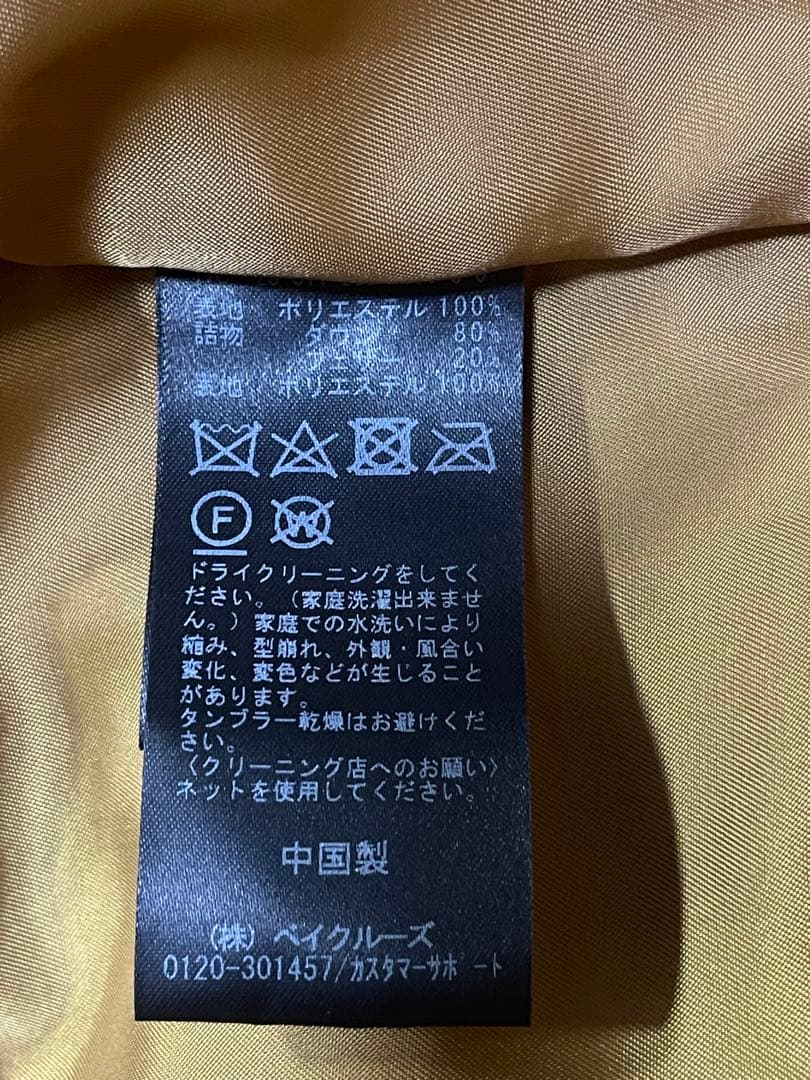 表地 ポリエステル 100%
詰物 ダウン 80%
フェザー 20%
裏地 ポリエステル 100%
F W
ドライクリーニングをしてく
ださい。(家庭洗濯出来ませ
ん。)家庭での水洗いにより
縮み、型崩れ、外観・風合い
変化、変色などが生じること
があります。
タンブラー乾燥はお避けくだ
さい。
〈クリーニング店へのお願い〉
ネットを使用してください。
中国製
(株) ベイクルーズ
0120-301457/カスタマーサポート